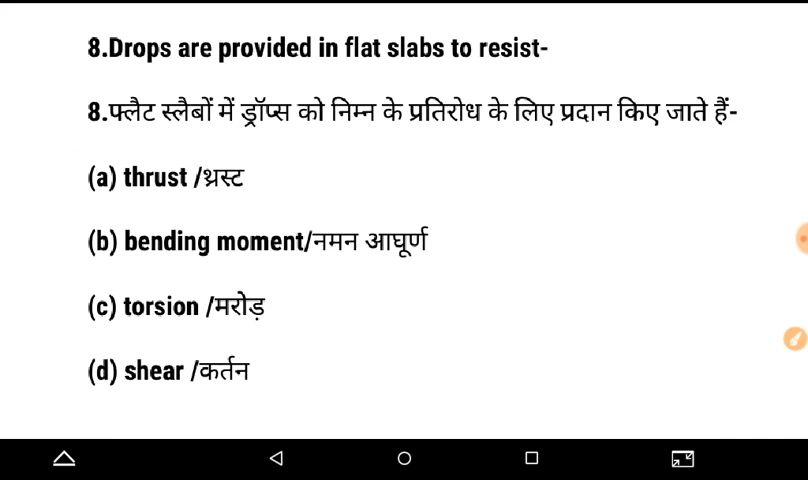 8.Drops are provided in flat slabs to resist-
8.फ्लैट स्लैबों में ड्रॉप्स को निम्न के प्रतिरोध के लिए प्रदान किए जाते हैं-
(a) thrust /थ्रस्ट
(b) bending moment/नमन आघूर्ण
(c) torsion /मरोड़
(d) shear /कर्तन